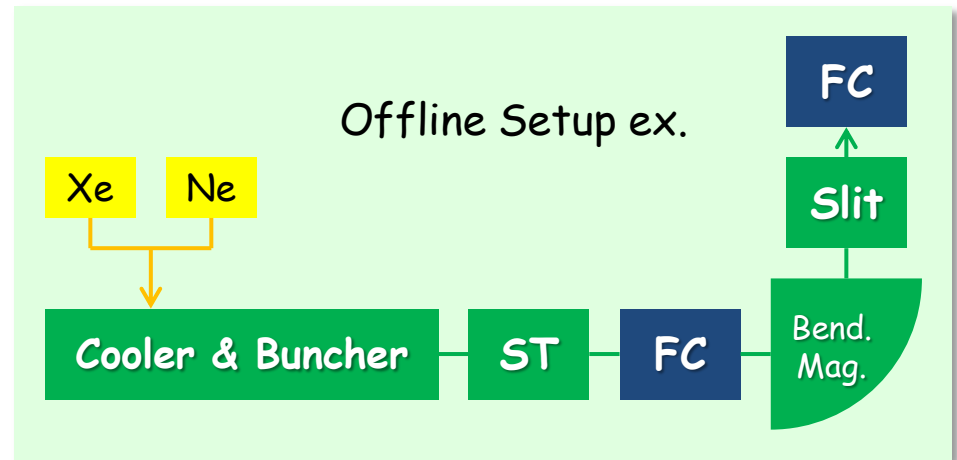 Offline Setup ex.
FC
Xe
Ne
Slit
Cooler & Buncher
ST
FC
Bend.
Mag.